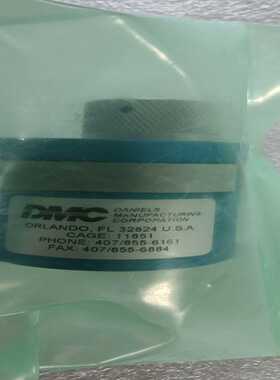 DMC DANIELS
MANUFACTURING
CORPORATION
ORLANDO, FL 32824 U.S.A
CAGE: 11851
PHONE: 407/855-6161
FAX: 407/855-6884